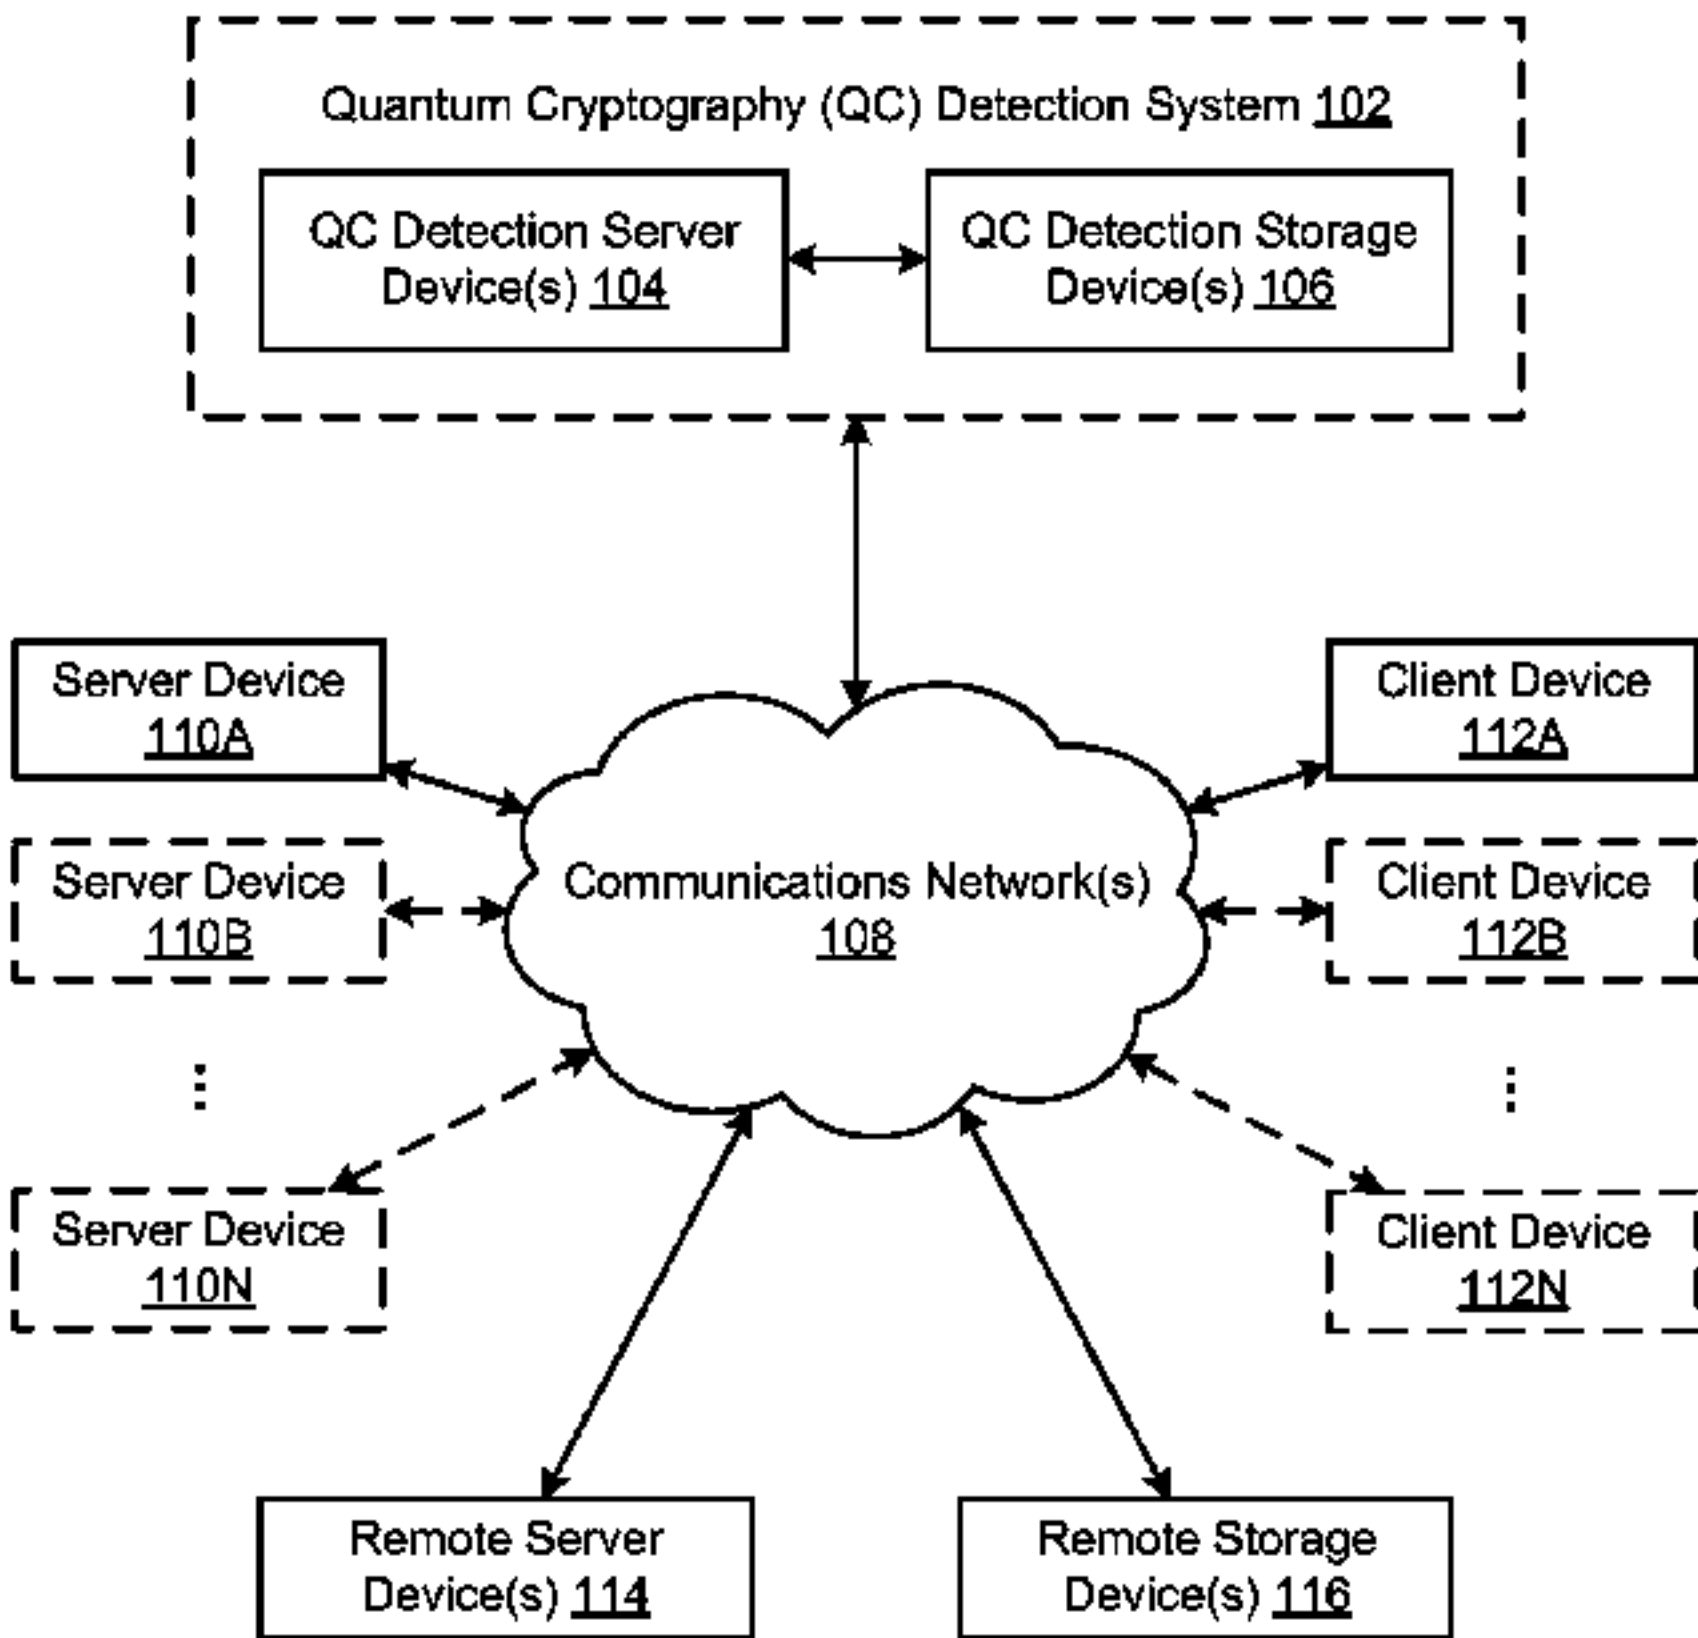 Quantum Cryptography (QC) Detection System 102
QC Detection Server
Device(s) 104
QC Detection Storage
Device(s) 106
Server Device
110A
Client Device
112A
Server Device
110B
Communications Network(s)
108
Client Device
112B
⋮
⋮
Server Device
110N
Client Device
112N
Remote Server
Device(s) 114
Remote Storage
Device(s) 116